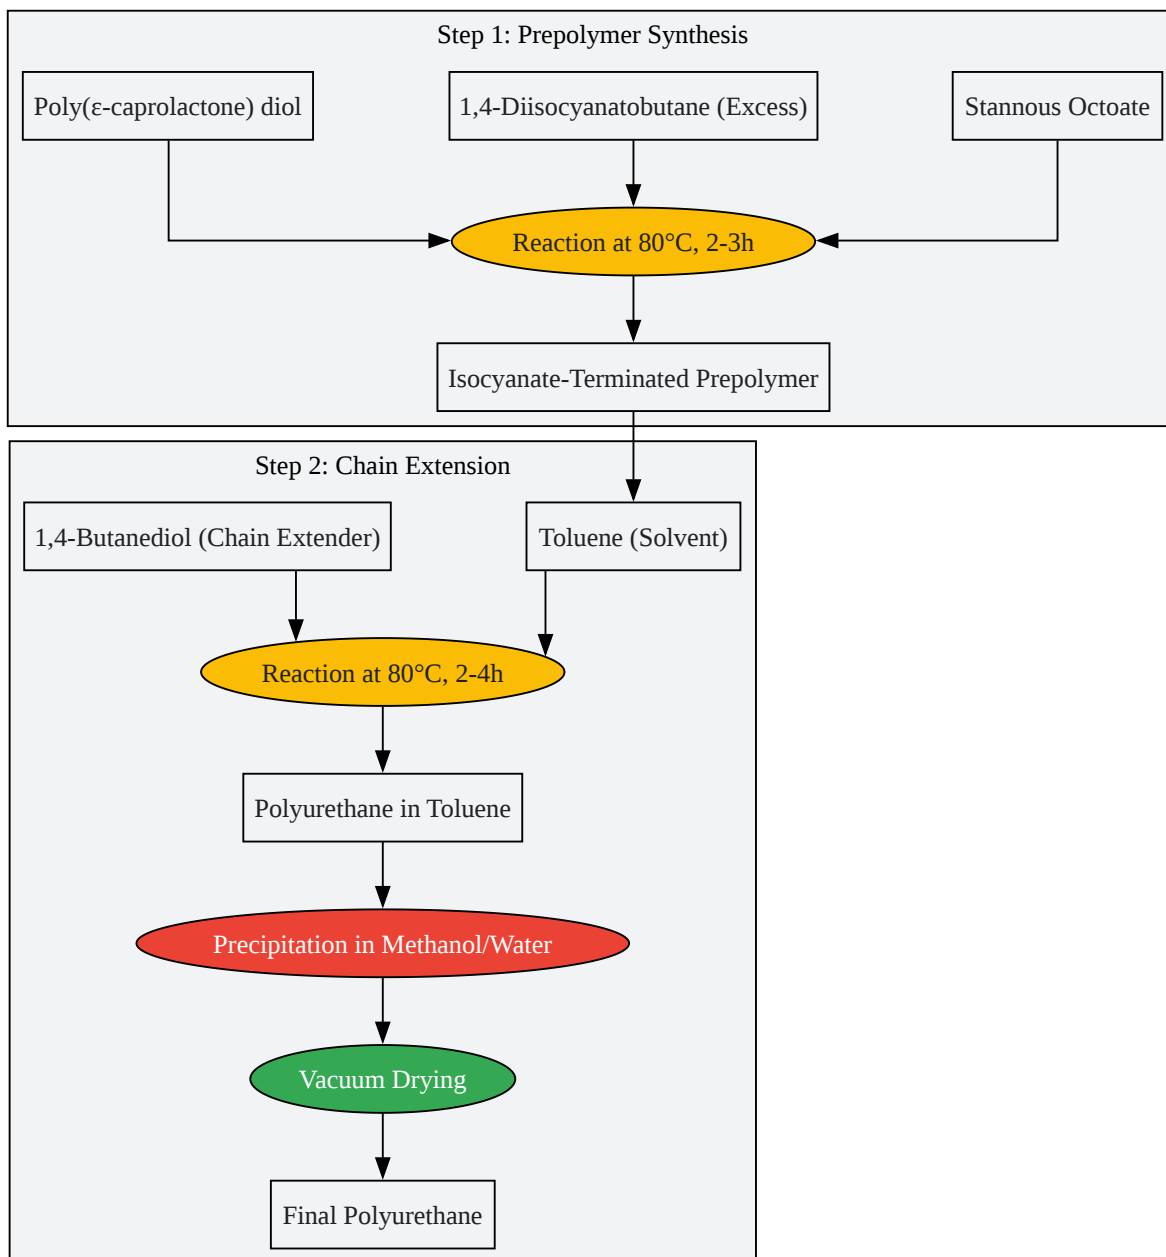 Step 1: Prepolymer Synthesis
Poly(ε-caprolactone) diol
1,4-Diisocyanatobutane (Excess)
Stannous Octoate
Reaction at 80°C, 2-3h
Isocyanate-Terminated Prepolymer
Step 2: Chain Extension
1,4-Butanediol (Chain Extender)
Toluene (Solvent)
Reaction at 80°C, 2-4h
Polyurethane in Toluene
Precipitation in Methanol/Water
Vacuum Drying
Final Polyurethane